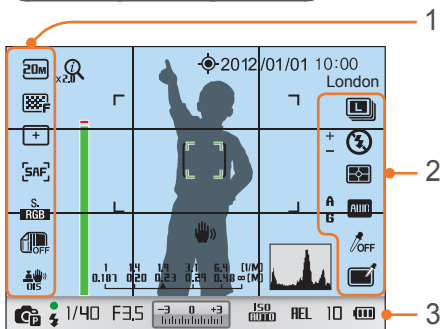 1
20M x2.0 2012/01/01 10:00
London
F
L
+
-
SAF
2
S.
RGB
A
G
AWB
OFF
OFF
OIS
1 1.4 1.9 3.1 6.4 (1/M)
0.187 0.20 0.23 0.29 0.48 ∞ (M)
P 1/40 F3.5 -3 0 +3 ISO AUTO AEL 10
3